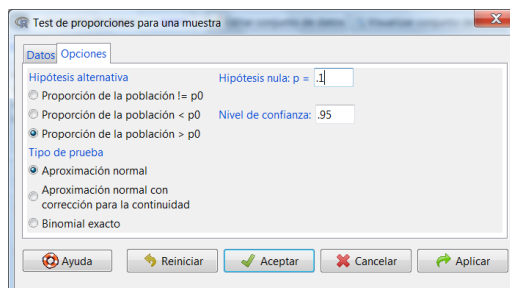 Test de proporciones para una muestra
Datos Opciones
Hipótesis alternativa
Proporción de la población != p0
Proporción de la población < p0
Proporción de la población > p0
Hipótesis nula: p = .1
Nivel de confianza: .95
Tipo de prueba
Aproximación normal
Aproximación normal con
corrección para la continuidad
Binomial exacto
Ayuda Reiniciar Aceptar Cancelar Aplicar